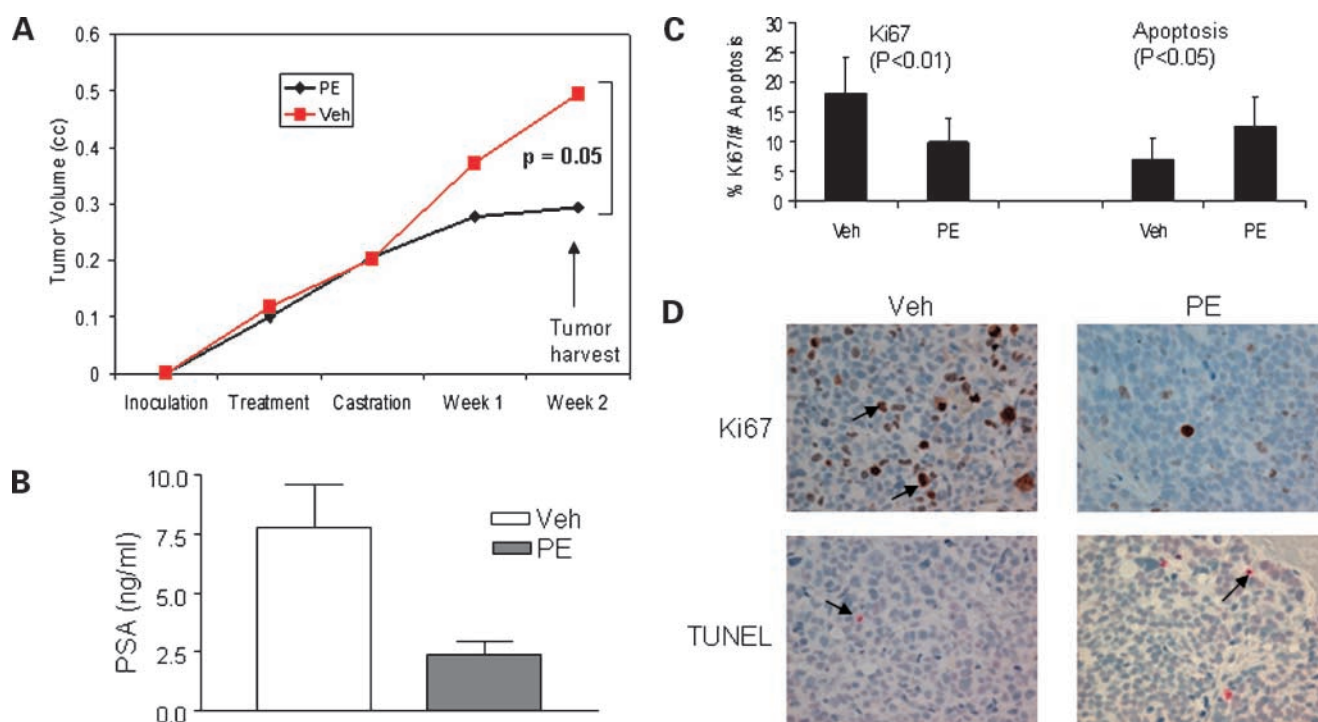 A
0.6
0.5
0.4
0.3
0.2
0.1
0
Tumor Volume (cc)
PE
Veh
p = 0.05
Tumor
harvest
Inoculation Treatment Castration Week 1 Week 2
B
10.0
7.5
5.0
2.5
0.0
PSA (ng/ml)
Veh
PE
C
30
25
20
15
10
5
0
% Ki67/# Apoptosis
Ki67
(P<0.01)
Apoptosis
(P<0.05)
Veh PE Veh PE
D
Veh PE
Ki67
TUNEL